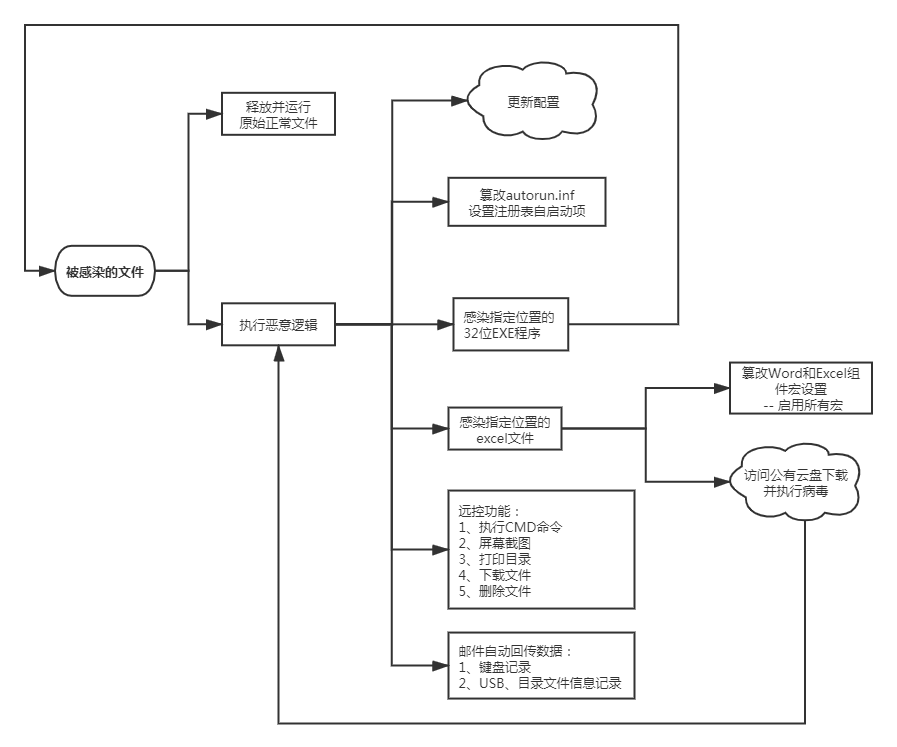 更新配置
释放并运行
原始正常文件
篡改autorun.inf
设置注册表自启动项
被感染的文件
执行恶意逻辑
感染指定位置的
32位EXE程序
篡改Word和Excel组
件宏设置
-- 启用所有宏
感染指定位置的
excel文件
访问公有云盘下载
并执行病毒
远控功能：
1、执行CMD命令
2、屏幕截图
3、打印目录
4、下载文件
5、删除文件
邮件自动回传数据：
1、键盘记录
2、USB、目录文件信息记录